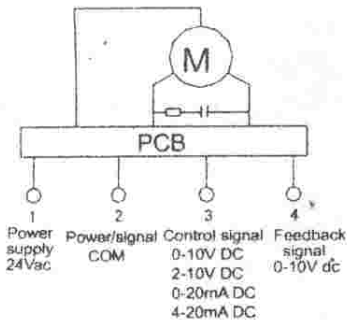 M
PCB
1 2 3 4
Power supply 24Vac
Power/signal COM
Control signal
0-10V DC
2-10V DC
0-20mA DC
4-20mA DC
Feedback signal
0-10V dc